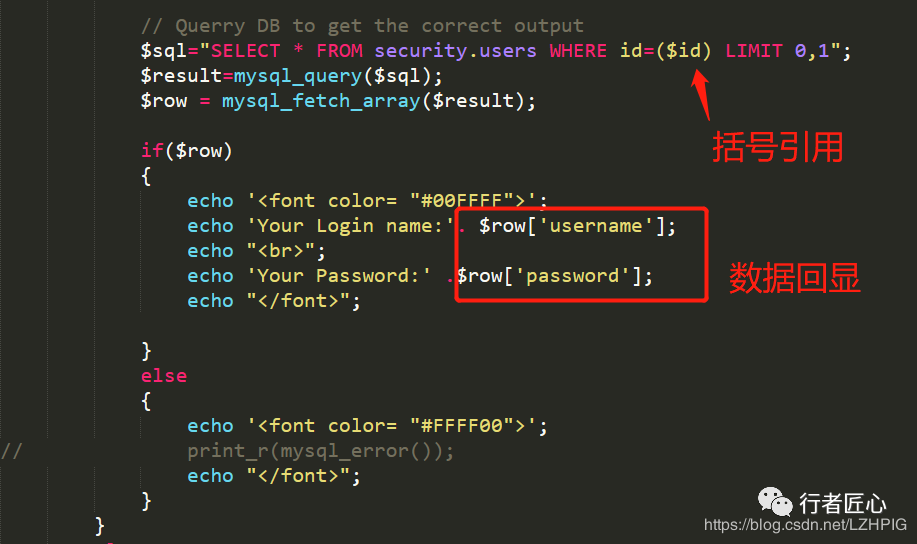 // Querry DB to get the correct output
$sql="SELECT * FROM security.users WHERE id=($id) LIMIT 0,1";
$result=mysql_query($sql);
$row = mysql_fetch_array($result);
括号引用
if($row)
{
echo '<font color= "#00FFFF">';
echo 'Your Login name:'. $row['username'];
echo "<br>";
echo 'Your Password:' .$row['password'];
数据回显
echo "</font>";
}
else
{
echo '<font color= "#FFFF00">';
// print_r(mysql_error());
echo "</font>";
}
}
行者匠心
https://blog.csdn.net/LZHPIG